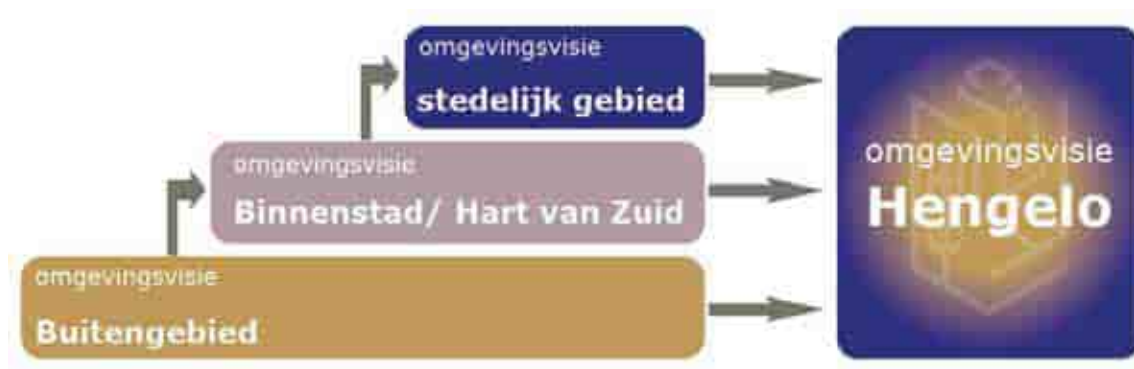 omgevingsvisie
stedelijk gebied
omgevingsvisie
Binnenstad/ Hart van Zuid
omgevingsvisie
Buitengebied
omgevingsvisie
Hengelo